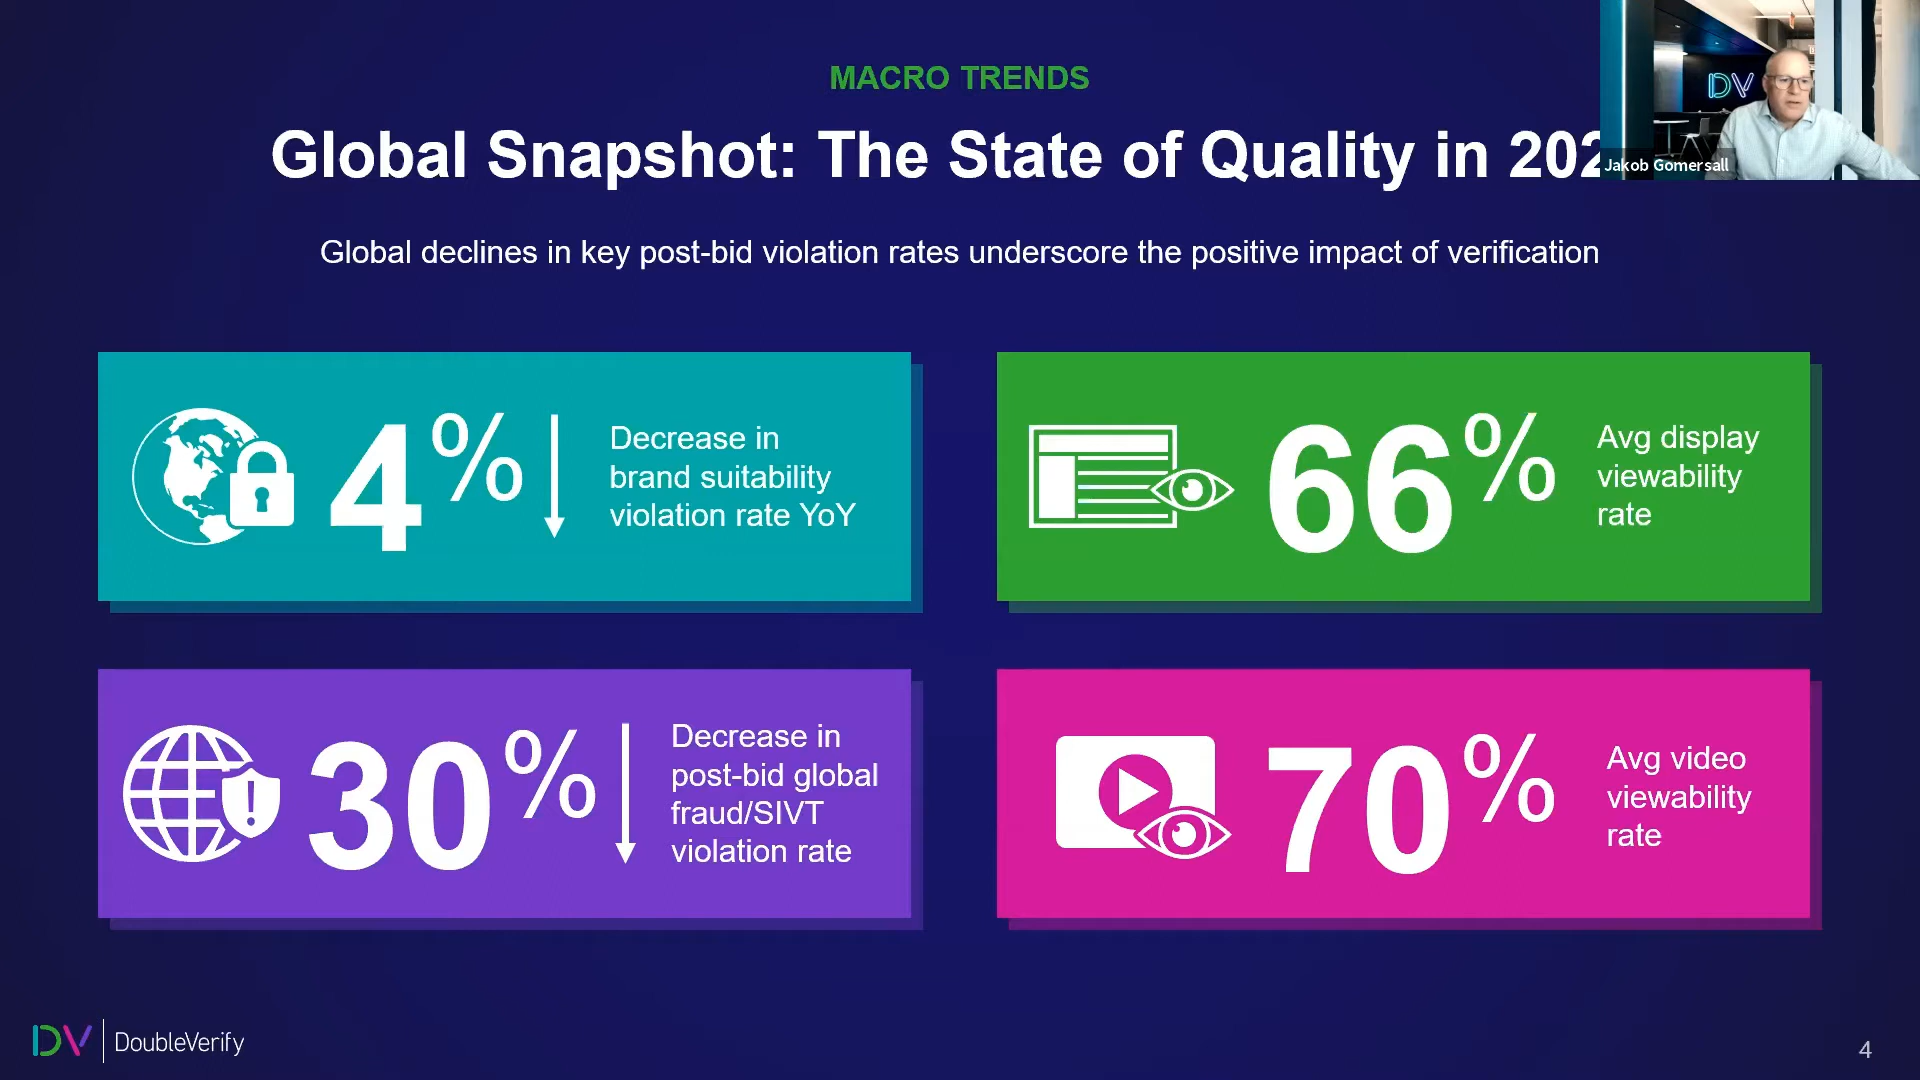 MACRO TRENDS
Global Snapshot: The State of Quality in 202
DV
Jakob Gomersall
Global declines in key post-bid violation rates underscore the positive impact of verification
4%
Decrease in
brand suitability
violation rate YoY
66%
Avg display
viewability
rate
30%
Decrease in
post-bid global
fraud/SIVT
violation rate
70%
Avg video
viewability
rate
DV DoubleVerify
4